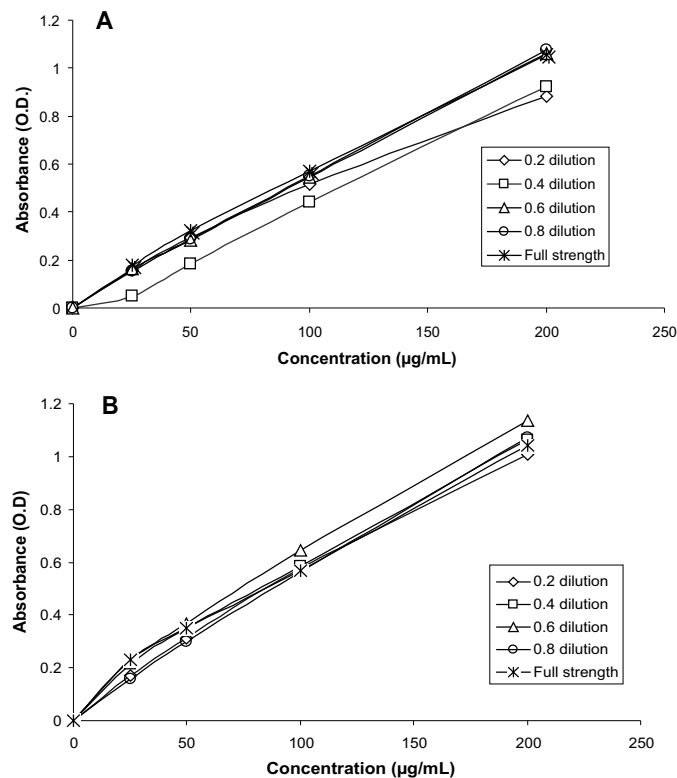 A
1.2
1
0.8
0.6
0.4
0.2
0
Absorbance (O.D.)
0.2 dilution
0.4 dilution
0.6 dilution
0.8 dilution
Full strength
0 50 100 150 200 250
Concentration (µg/mL)
B
1.2
1
0.8
0.6
0.4
0.2
0
Absorbance (O.D)
0.2 dilution
0.4 dilution
0.6 dilution
0.8 dilution
Full strength
0 50 100 150 200 250
Concentration (µg/mL)